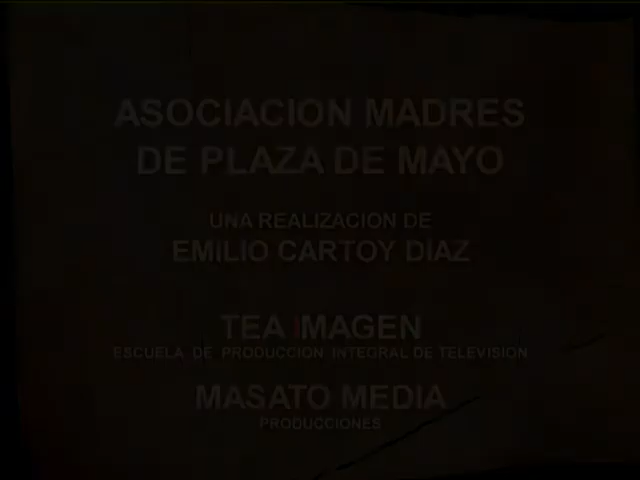 ASOCIACION MADRES
DE PLAZA DE MAYO
UNA REALIZACION DE
EMILIO CARTOY DIAZ
TEA IMAGEN
ESCUELA DE PRODUCCION INTEGRAL DE TELEVISION
MASATO MEDIA
PRODUCCIONES